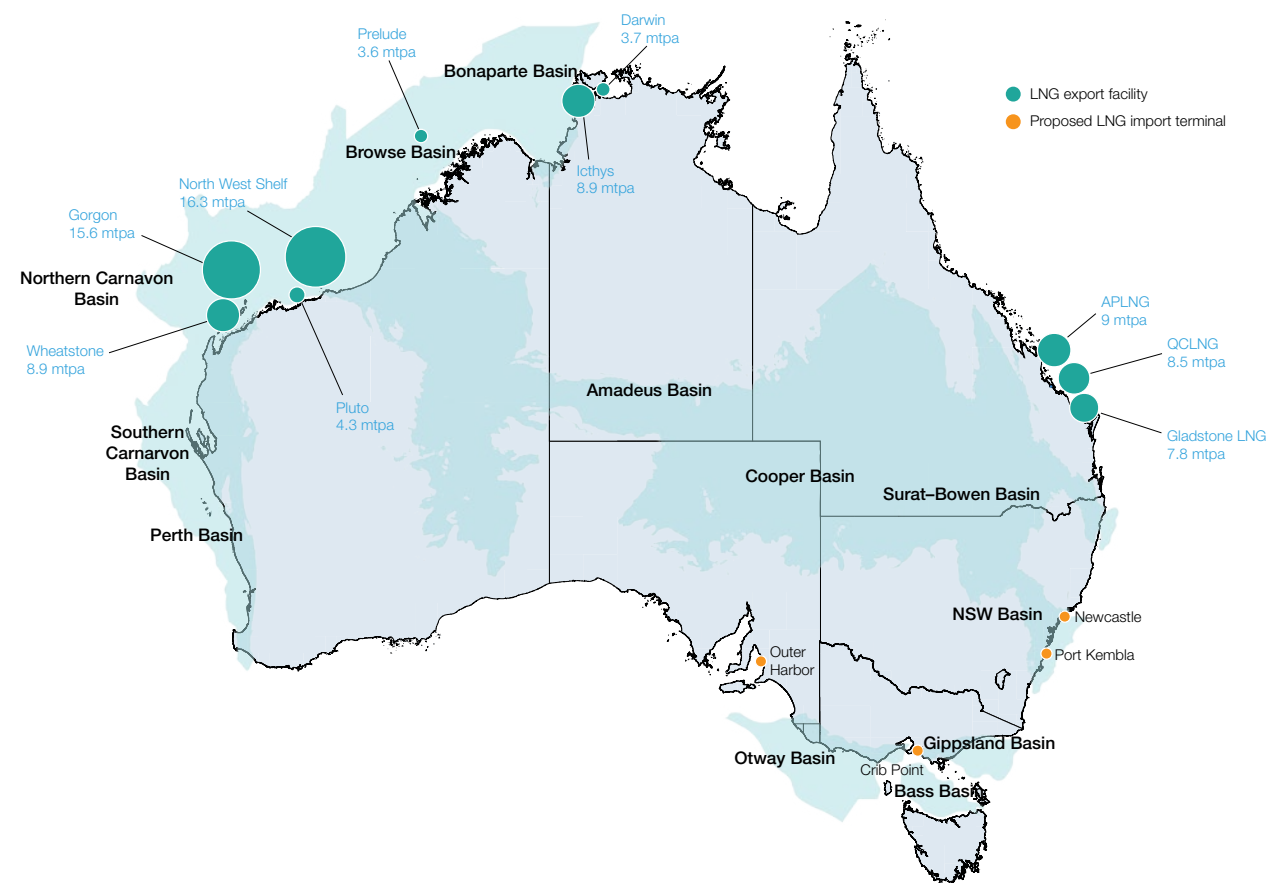 Darwin
3.7 mtpa
Prelude
3.6 mtpa
Bonaparte Basin
LNG export facility
Proposed LNG import terminal
Browse Basin
Icthys
8.9 mtpa
North West Shelf
16.3 mtpa
Gorgon
15.6 mtpa
Northern Carnavon
Basin
Wheatstone
8.9 mtpa
Pluto
4.3 mtpa
APLNG
9 mtpa
QCLNG
8.5 mtpa
Gladstone LNG
7.8 mtpa
Amadeus Basin
Southern
Carnarvon
Basin
Cooper Basin
Surat–Bowen Basin
Perth Basin
NSW Basin
Newcastle
Port Kembla
Outer
Harbor
Otway Basin
Gippsland Basin
Crib Point
Bass Basin